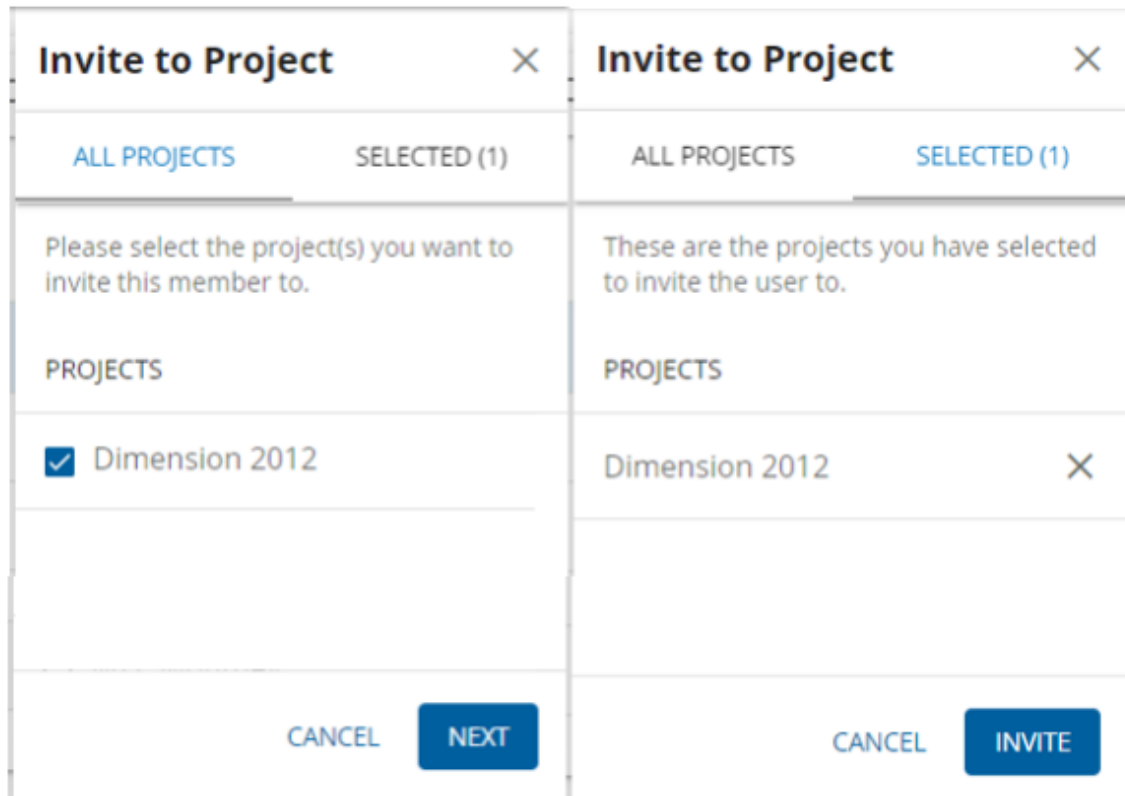 Invite to Project
ALL PROJECTS SELECTED (1)
Please select the project(s) you want to
invite this member to.
PROJECTS
Dimension 2012
CANCEL NEXT
Invite to Project
ALL PROJECTS SELECTED (1)
These are the projects you have selected
to invite the user to.
PROJECTS
Dimension 2012
CANCEL INVITE